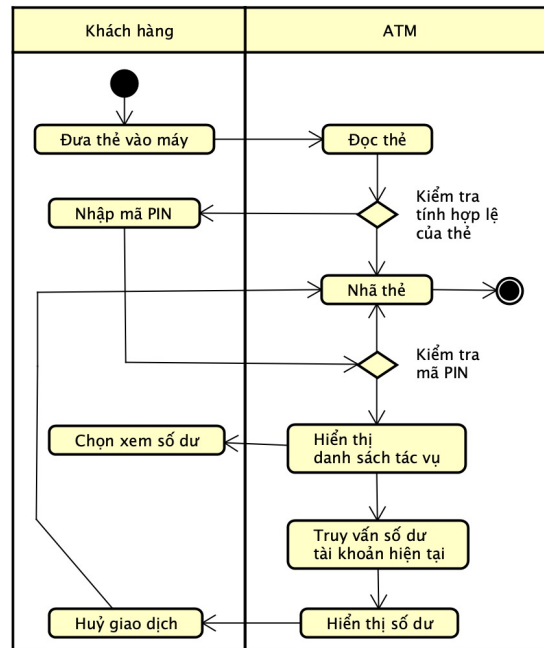 Khách hàng
ATM
Đưa thẻ vào máy
Đọc thẻ
Nhập mã PIN
Kiểm tra
tính hợp lệ
của thẻ
Nhã thẻ
Kiểm tra
mã PIN
Chọn xem số dư
Hiển thị
danh sách tác vụ
Truy vấn số dư
tài khoản hiện tại
Huỷ giao dịch
Hiển thị số dư